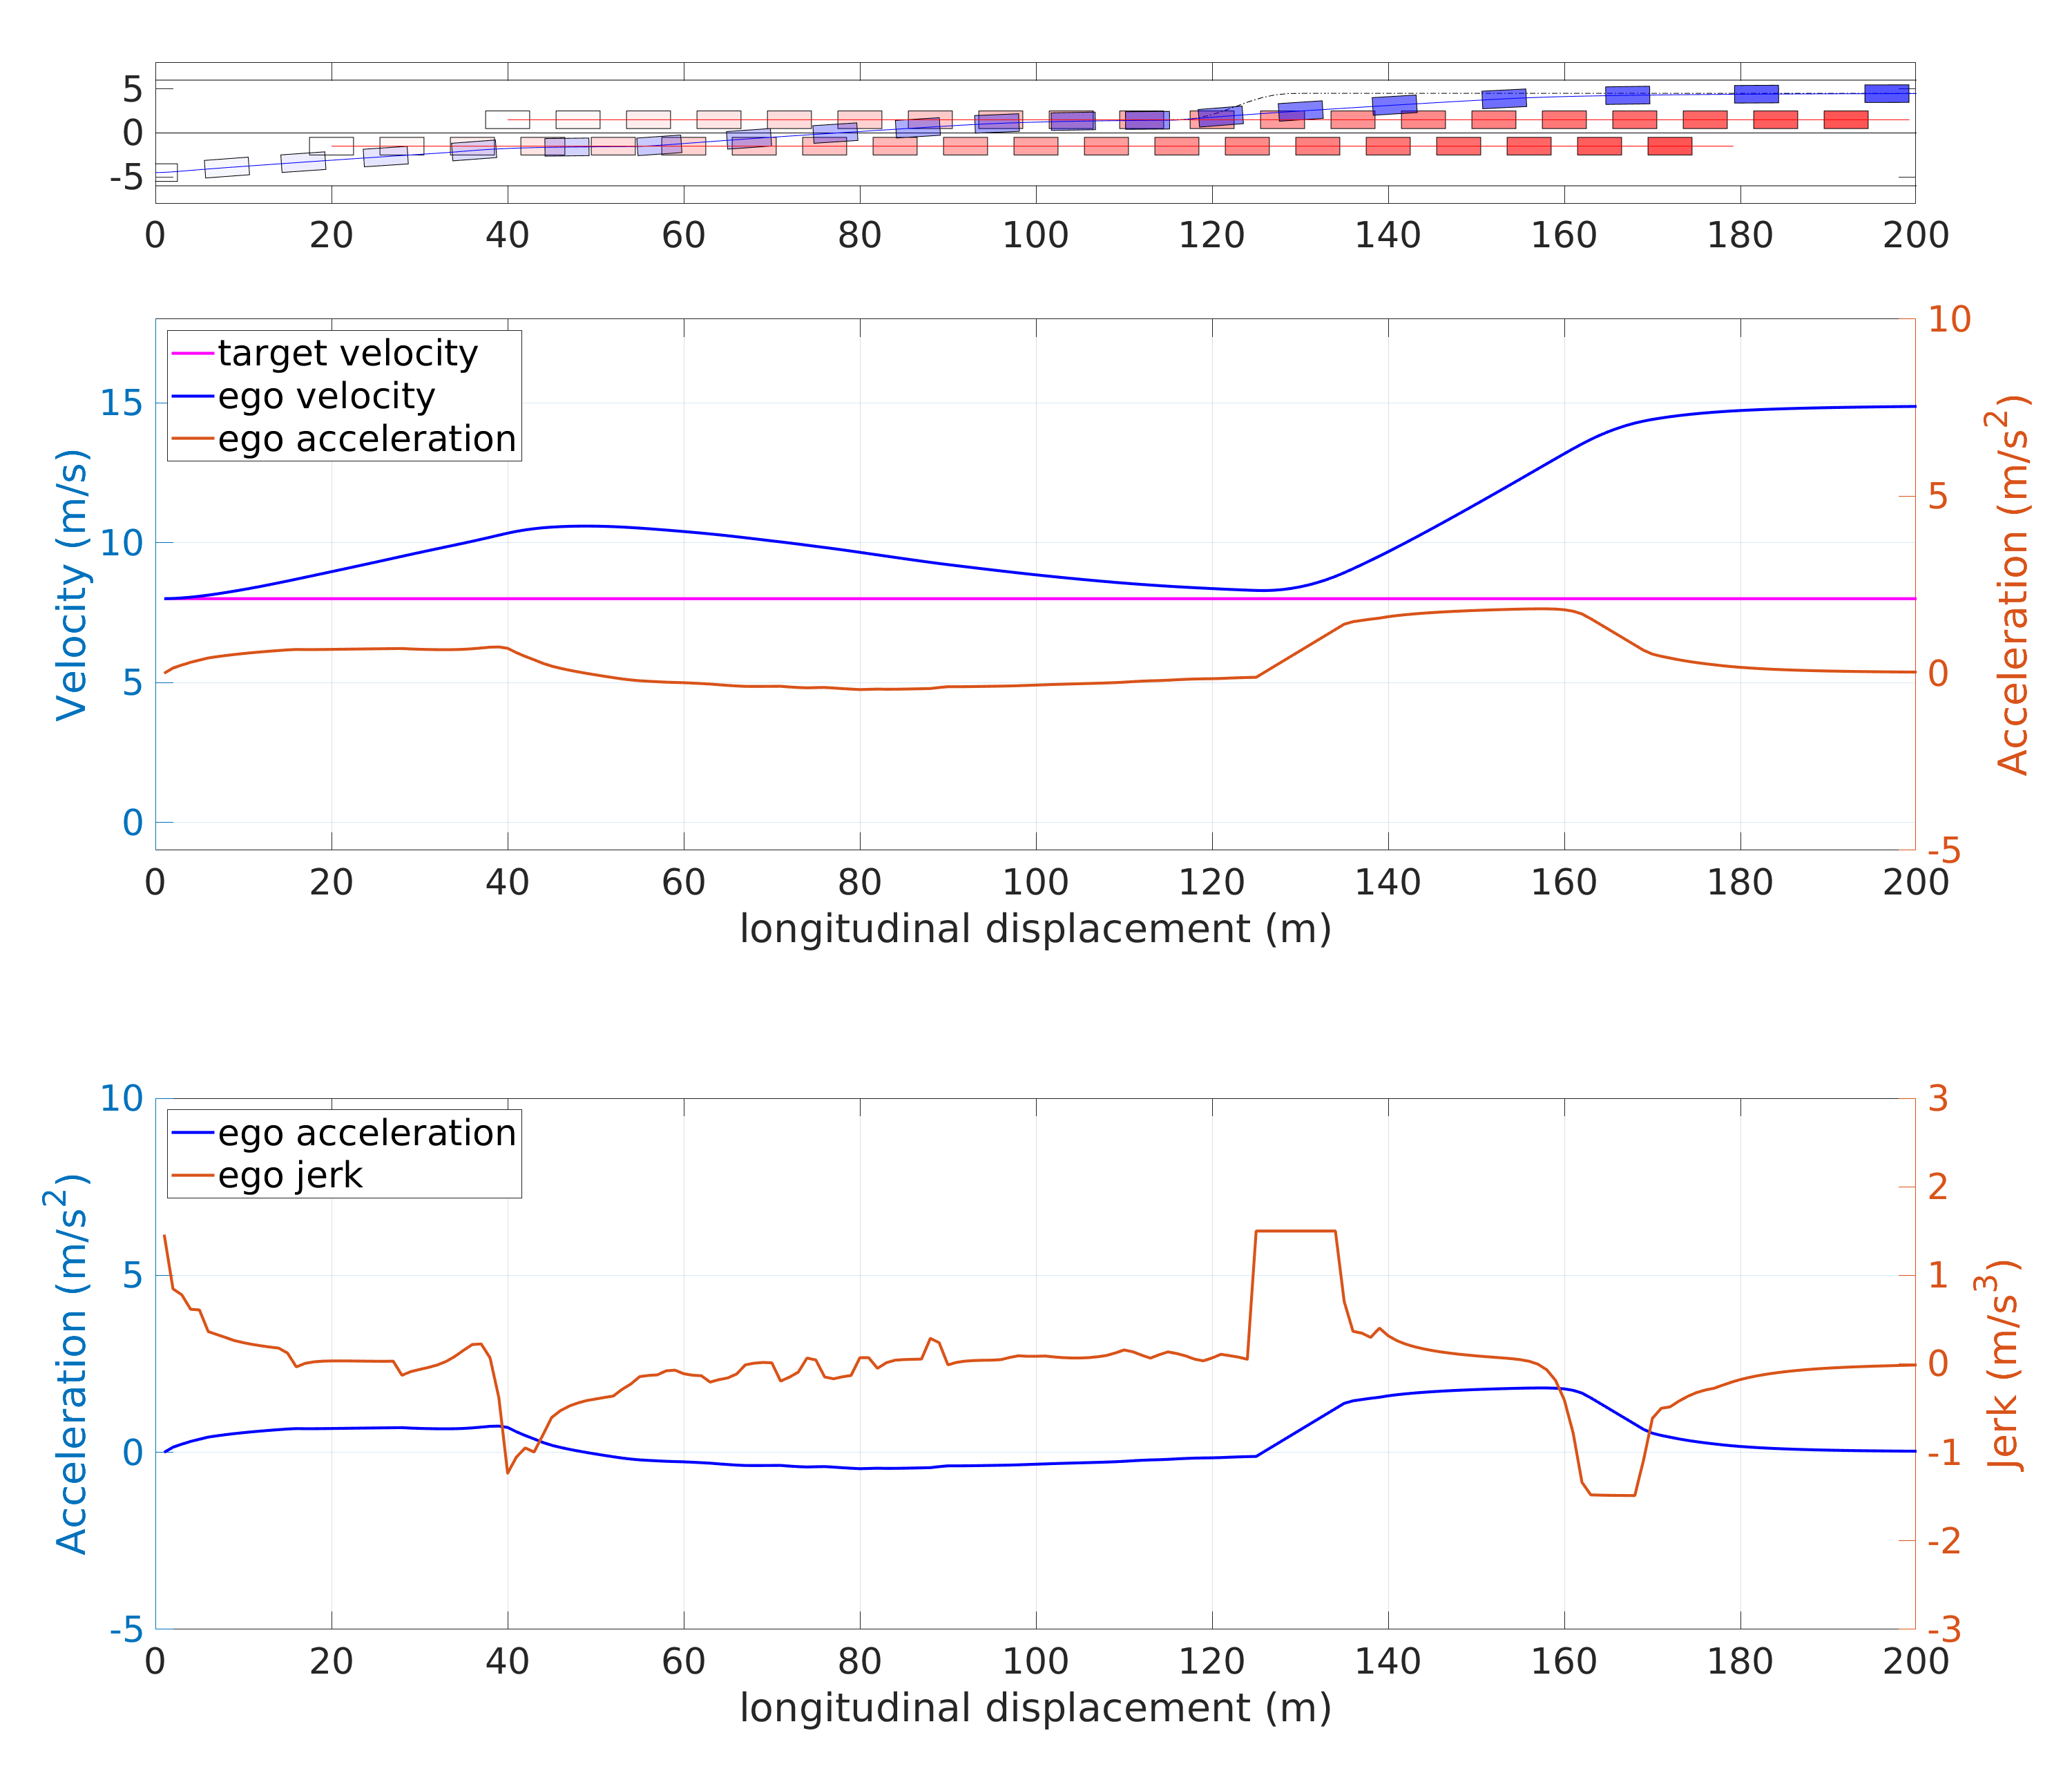 5
0
-5
0 20 40 60 80 100 120 140 160 180 200
target velocity
ego velocity
ego acceleration
Velocity (m/s)
15
10
5
0
10
5
0
-5
Acceleration (m/s²)
0 20 40 60 80 100 120 140 160 180 200
longitudinal displacement (m)
ego acceleration
ego jerk
Acceleration (m/s²)
10
5
0
-5
3
2
1
0
-1
-2
-3
Jerk (m/s³)
0 20 40 60 80 100 120 140 160 180 200
longitudinal displacement (m)